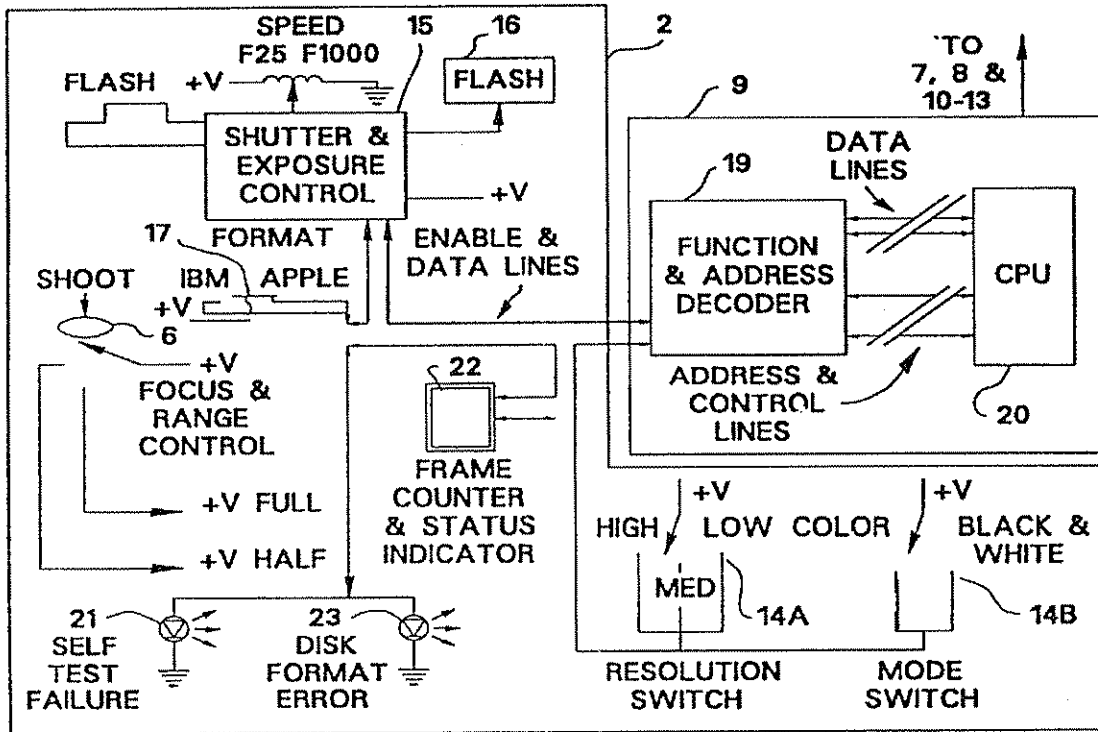 SPEED
F25 F1000
15
16
2
FLASH
+V
FLASH
SHUTTER &
EXPOSURE
CONTROL
+V
17
FORMAT
IBM APPLE
+V
ENABLE &
DATA LINES
SHOOT
6
+V
FOCUS &
RANGE
CONTROL
+V FULL
+V HALF
22
FRAME
COUNTER
& STATUS
INDICATOR
21
SELF
TEST
FAILURE
23
DISK
FORMAT
ERROR
TO
7, 8 &
10-13
9
19
DATA
LINES
FUNCTION
& ADDRESS
DECODER
CPU
ADDRESS &
CONTROL
LINES
20
+V
HIGH LOW
MED
14A
RESOLUTION
SWITCH
+V
COLOR BLACK &
WHITE
14B
MODE
SWITCH